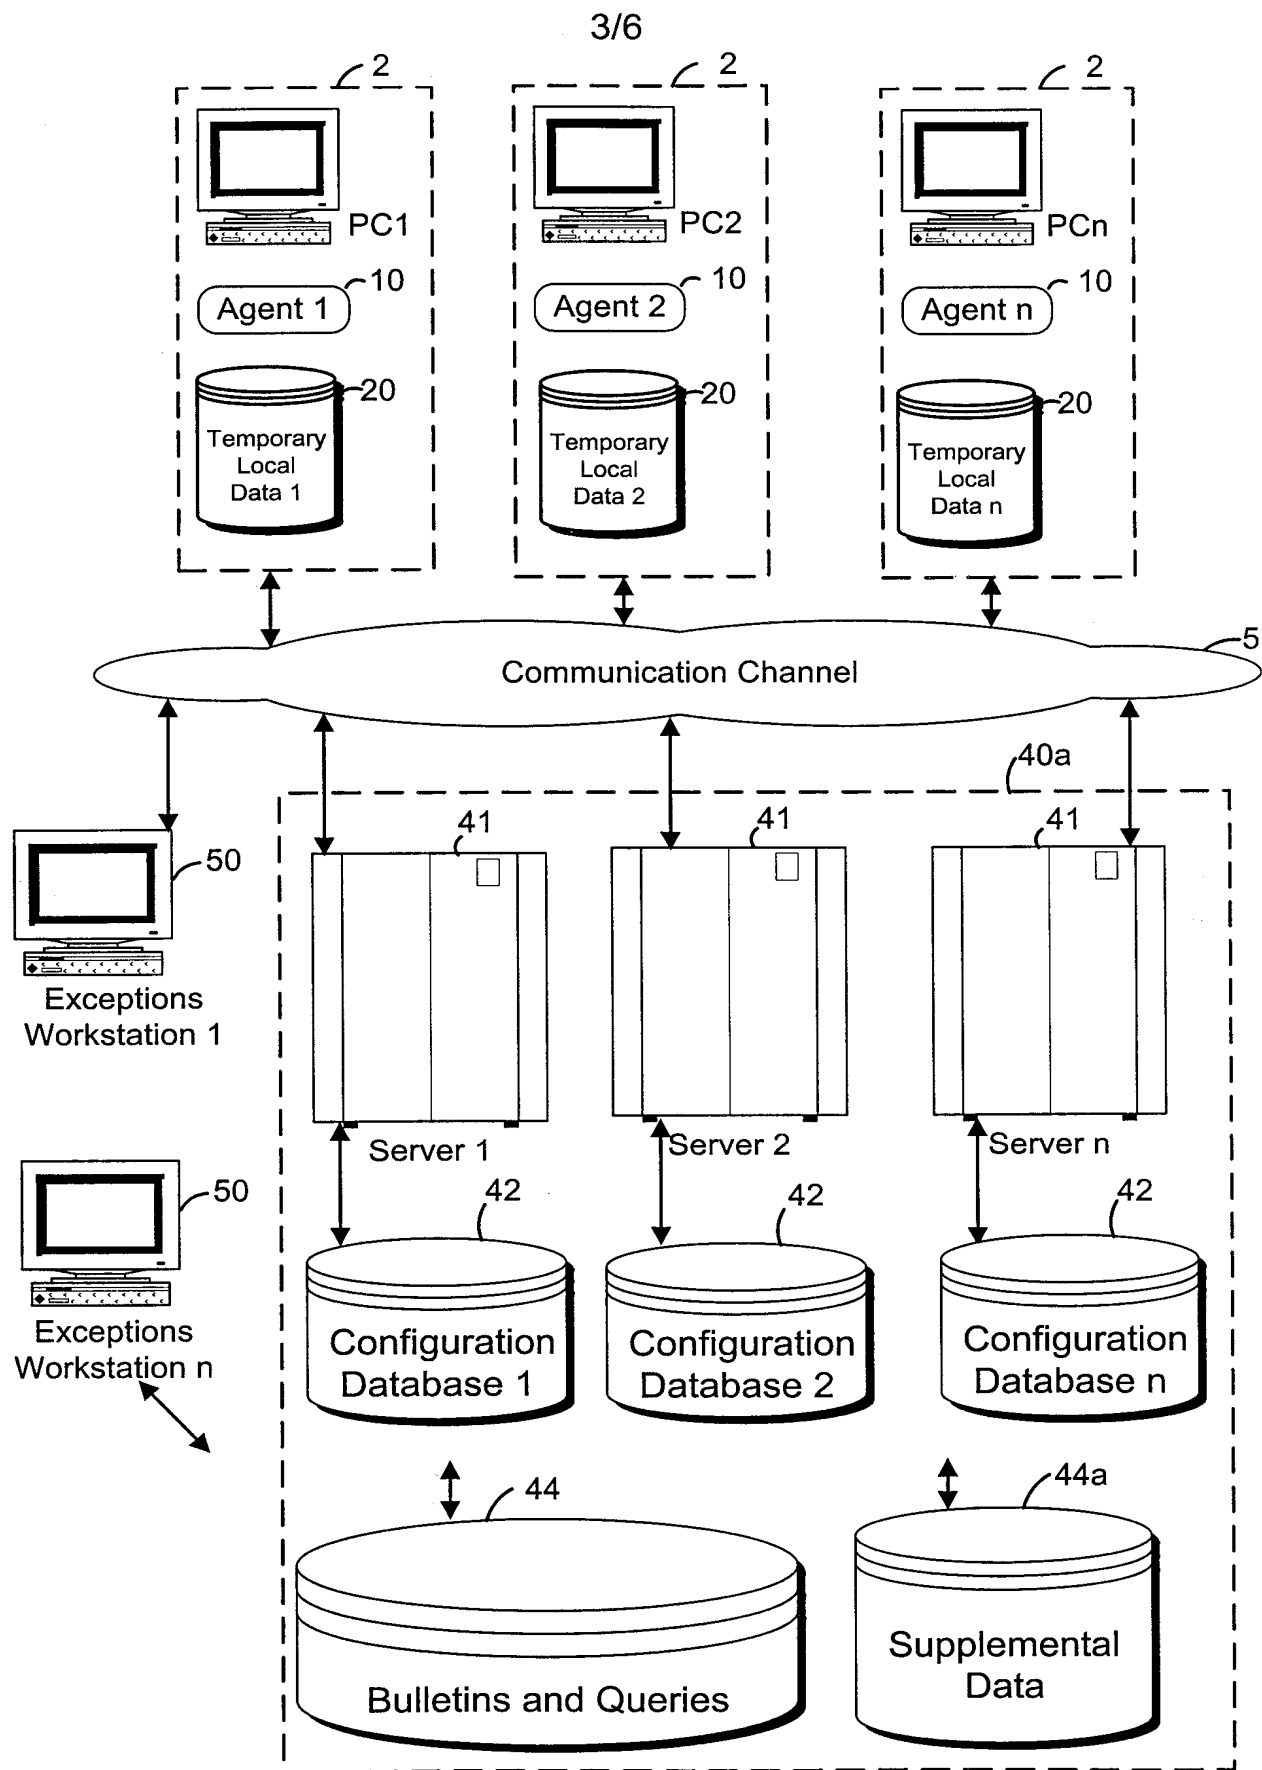 3/6
2
2
2
PC1
PC2
PCn
10
10
10
Agent 1
Agent 2
Agent n
20
20
20
Temporary
Local
Data 1
Temporary
Local
Data 2
Temporary
Local
Data n
5
Communication Channel
40a
41
41
41
50
Exceptions
Workstation 1
Server 1
Server 2
Server n
50
42
42
42
Exceptions
Workstation n
Configuration
Database 1
Configuration
Database 2
Configuration
Database n
44
44a
Bulletins and Queries
Supplemental
Data